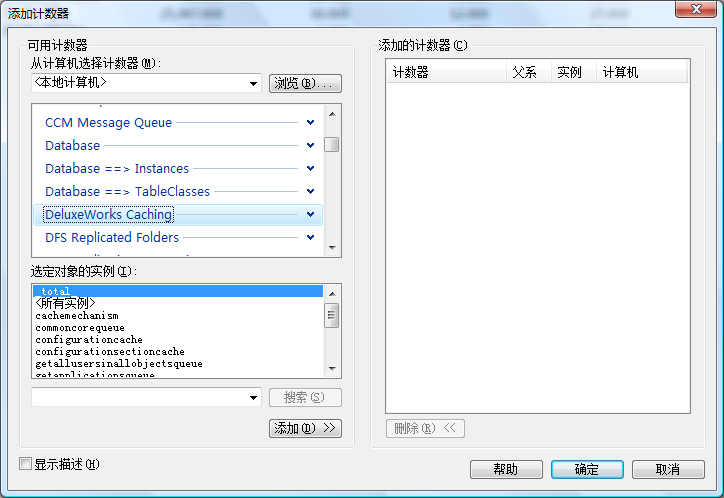 添加计数器
可用计数器
从计算机选择计数器(M):
<本地计算机>
浏览(B)...
CCM Message Queue
Database
Database ==> Instances
Database ==> TableClasses
DeluxeWorks Caching
DFS Replicated Folders
选定对象的实例(I):
_total
<所有实例>
cachemechanism
commoncorequeue
configurationcache
configurationsectioncache
getallusersinallobjectsqueue
getapplicationsqueue
搜索(S)
添加(D) >>
显示描述(H)
添加的计数器(C)
计数器 父系 实例 计算机
删除(R) <<
帮助 确定 取消